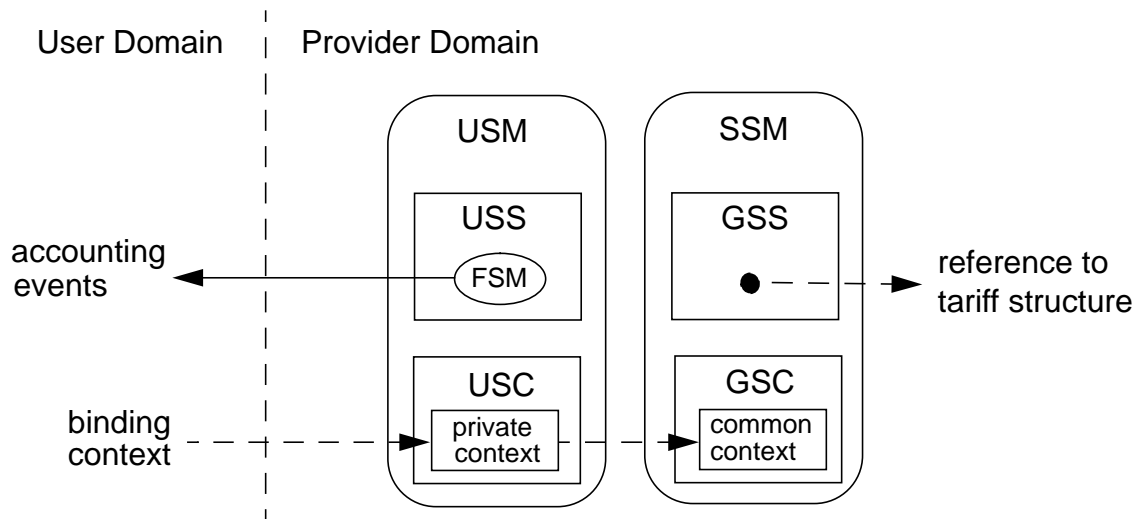 User Domain
Provider Domain
USM
SSM
USS
GSS
accounting
events
FSM
reference to
tariff structure
USC
GSC
binding
context
private
context
common
context